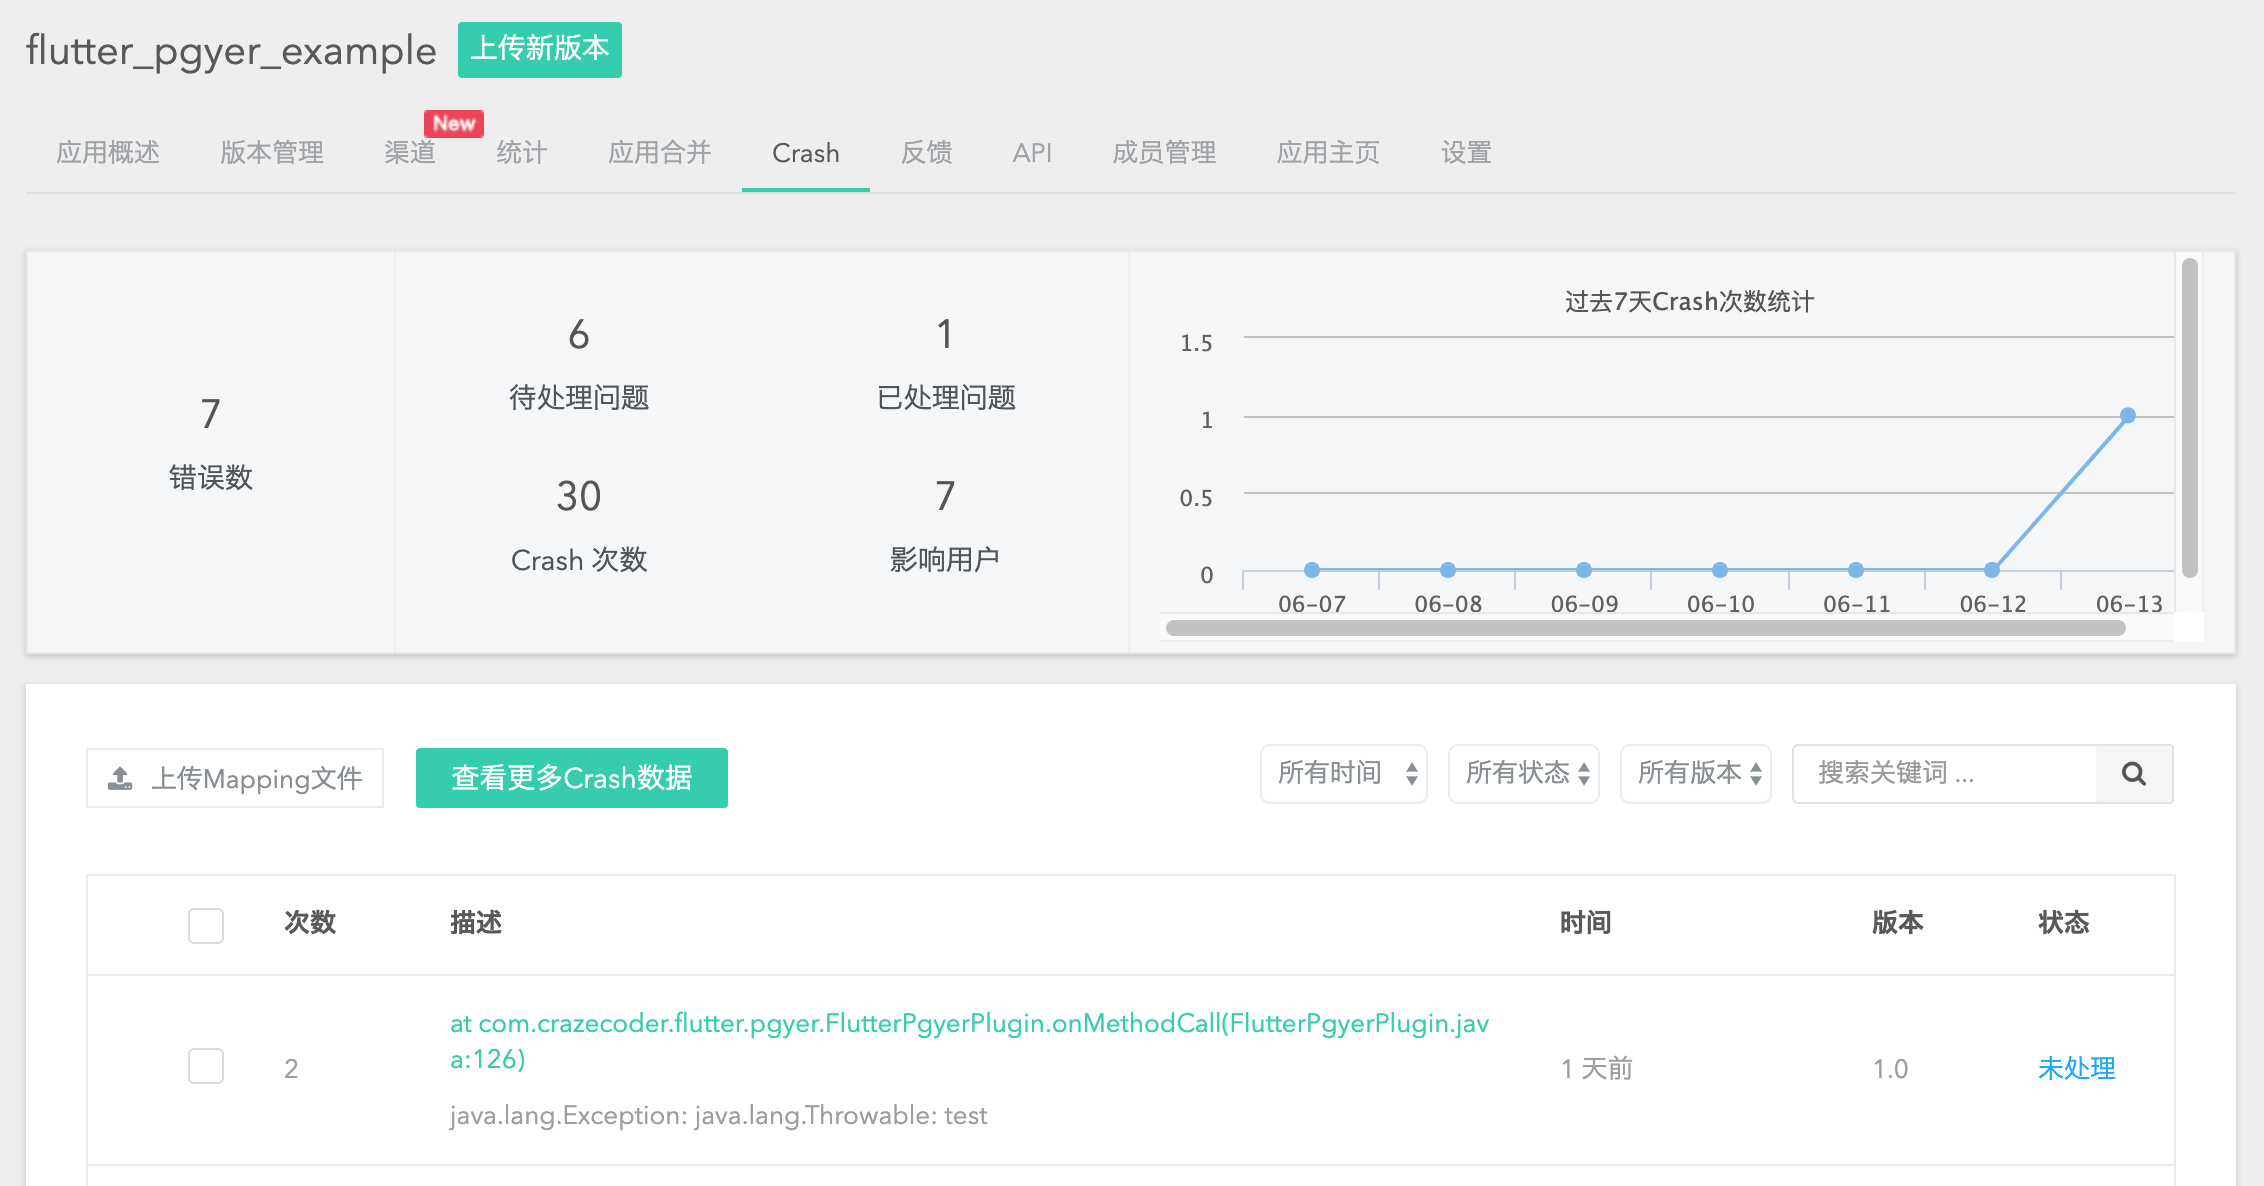 flutter_pgyer_example 上传新版本
New
应用概述 版本管理 渠道 统计 应用合并 Crash 反馈 API 成员管理 应用主页 设置
7
错误数
6
待处理问题
1
已处理问题
30
Crash 次数
7
影响用户
过去7天Crash次数统计
1.5
1
0.5
0
06-07 06-08 06-09 06-10 06-11 06-12 06-13
上传Mapping文件 查看更多Crash数据 所有时间 所有状态 所有版本 搜索关键词 ...
次数 描述 时间 版本 状态
at com.crazecoder.flutter.pgyer.FlutterPgyerPlugin.onMethodCall(FlutterPgyerPlugin.jav
a:126)
2 1 天前 1.0 未处理
java.lang.Exception: java.lang.Throwable: test